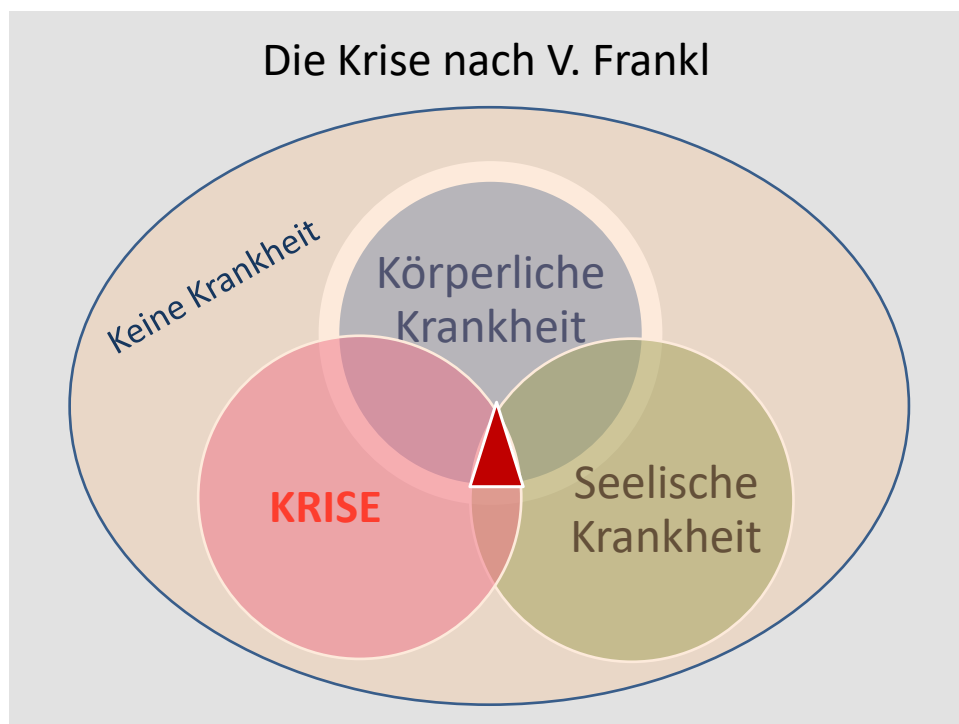 Die Krise nach V. Frankl
Keine Krankheit
Körperliche
Krankheit
KRISE
Seelische
Krankheit